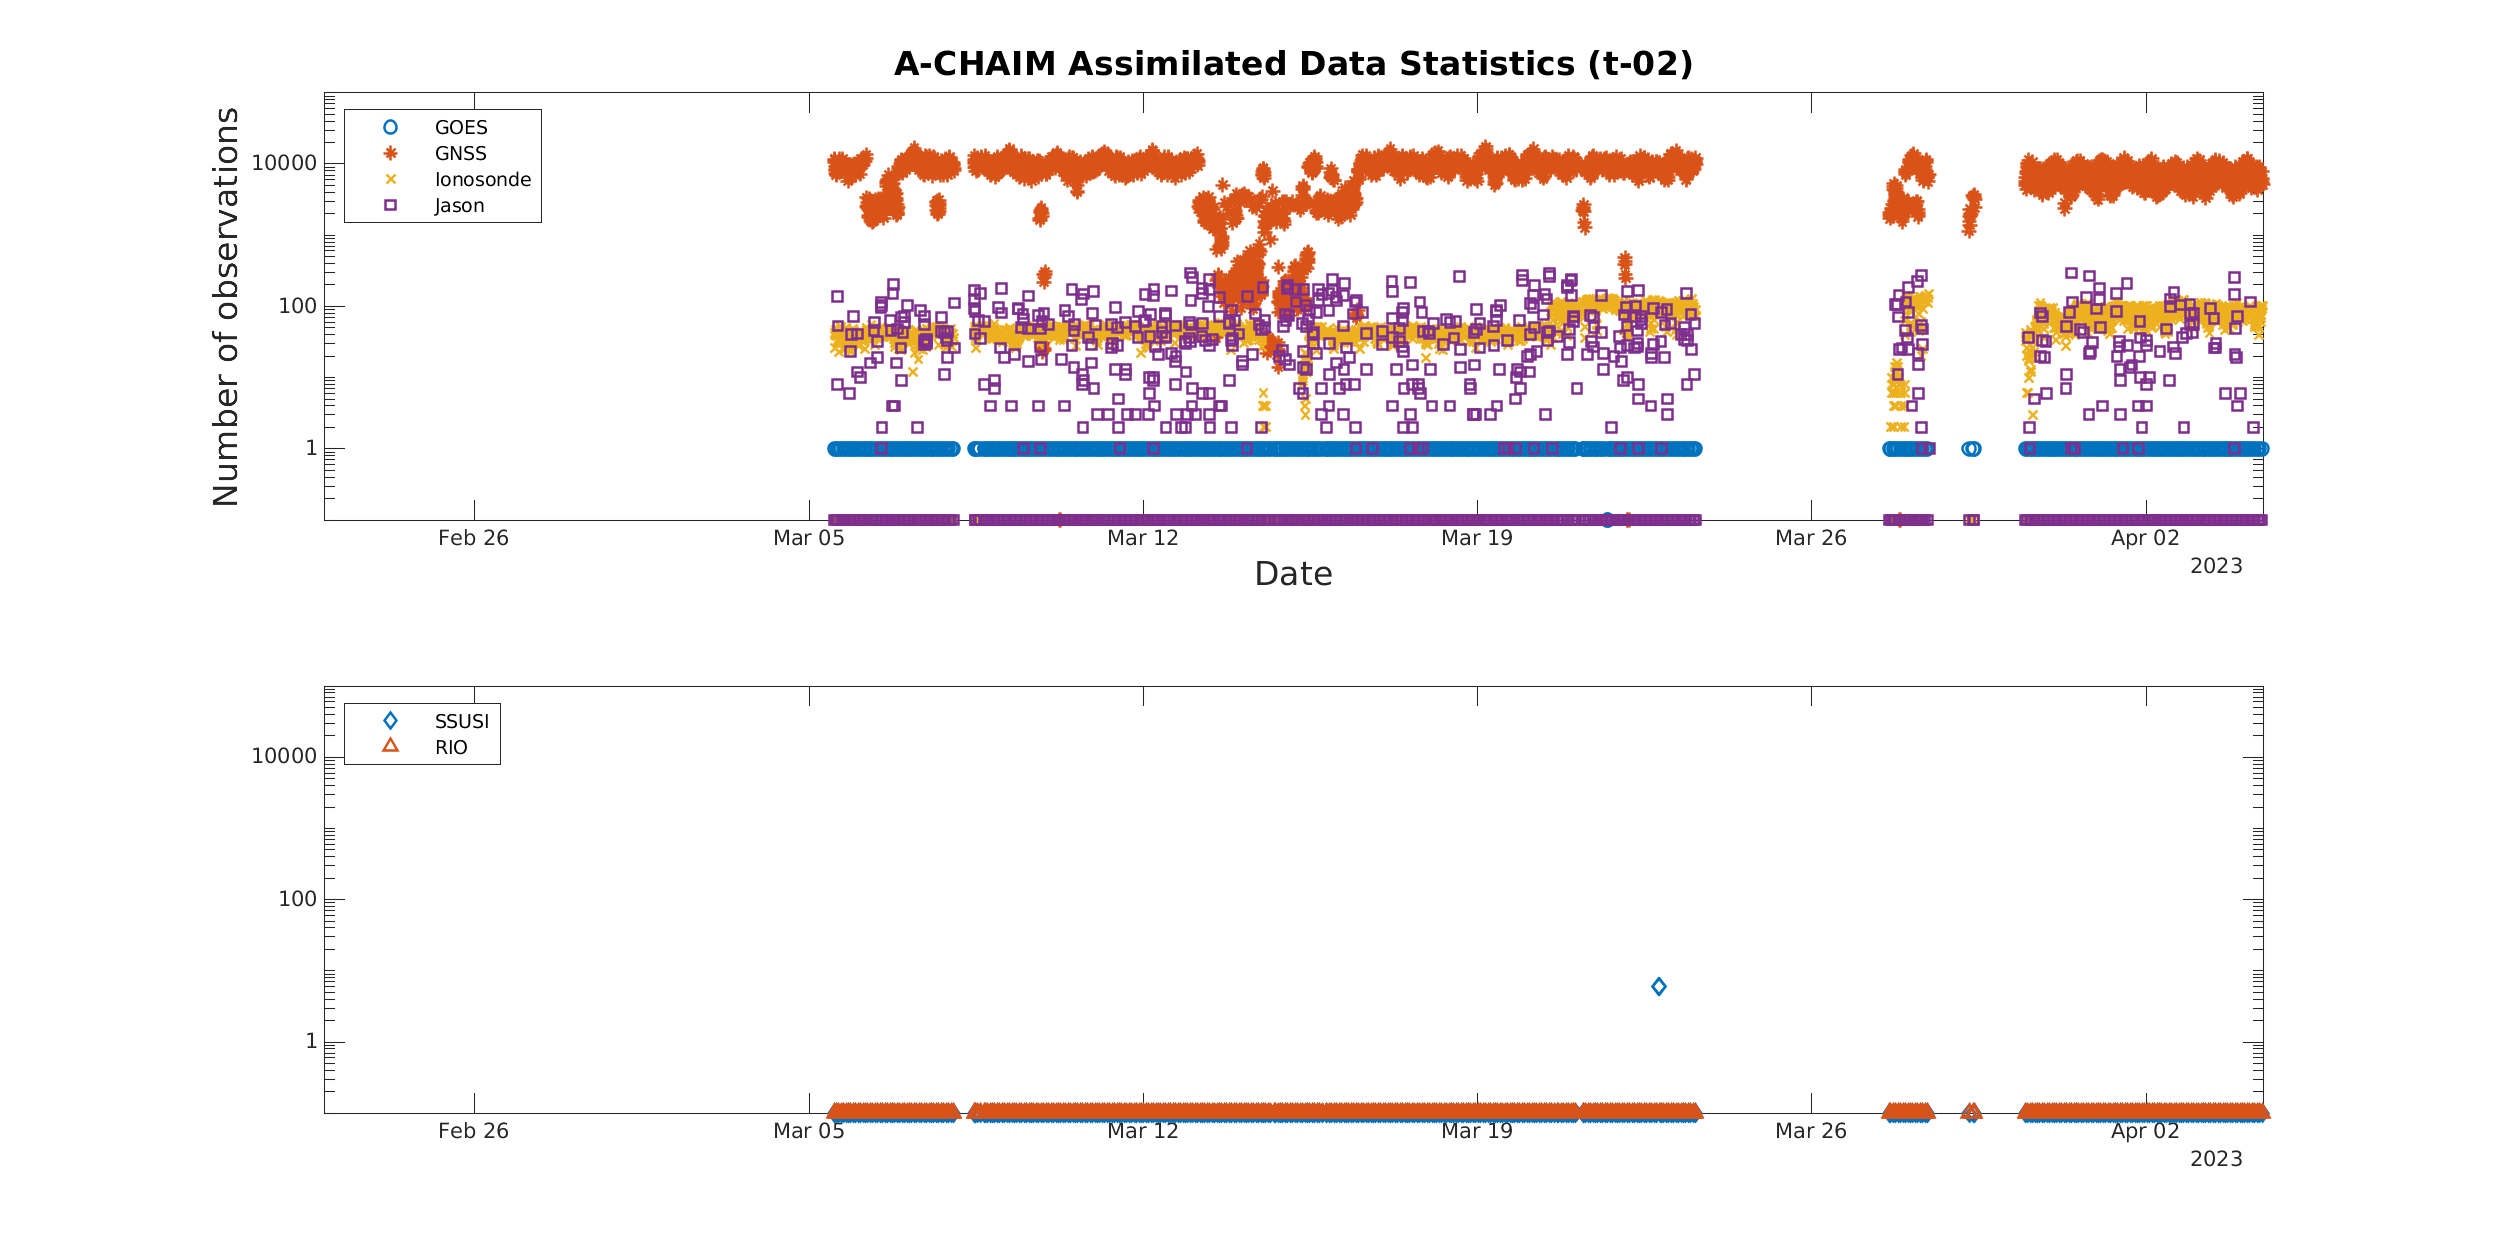 A-CHAIM Assimilated Data Statistics (t-02)
Number of observations
GOES
GNSS
Ionosonde
Jason
10000
100
1
Feb 26 Mar 05 Mar 12 Mar 19 Mar 26 Apr 02
2023
Date
SSUSI
RIO
10000
100
1
Feb 26 Mar 05 Mar 12 Mar 19 Mar 26 Apr 02
2023